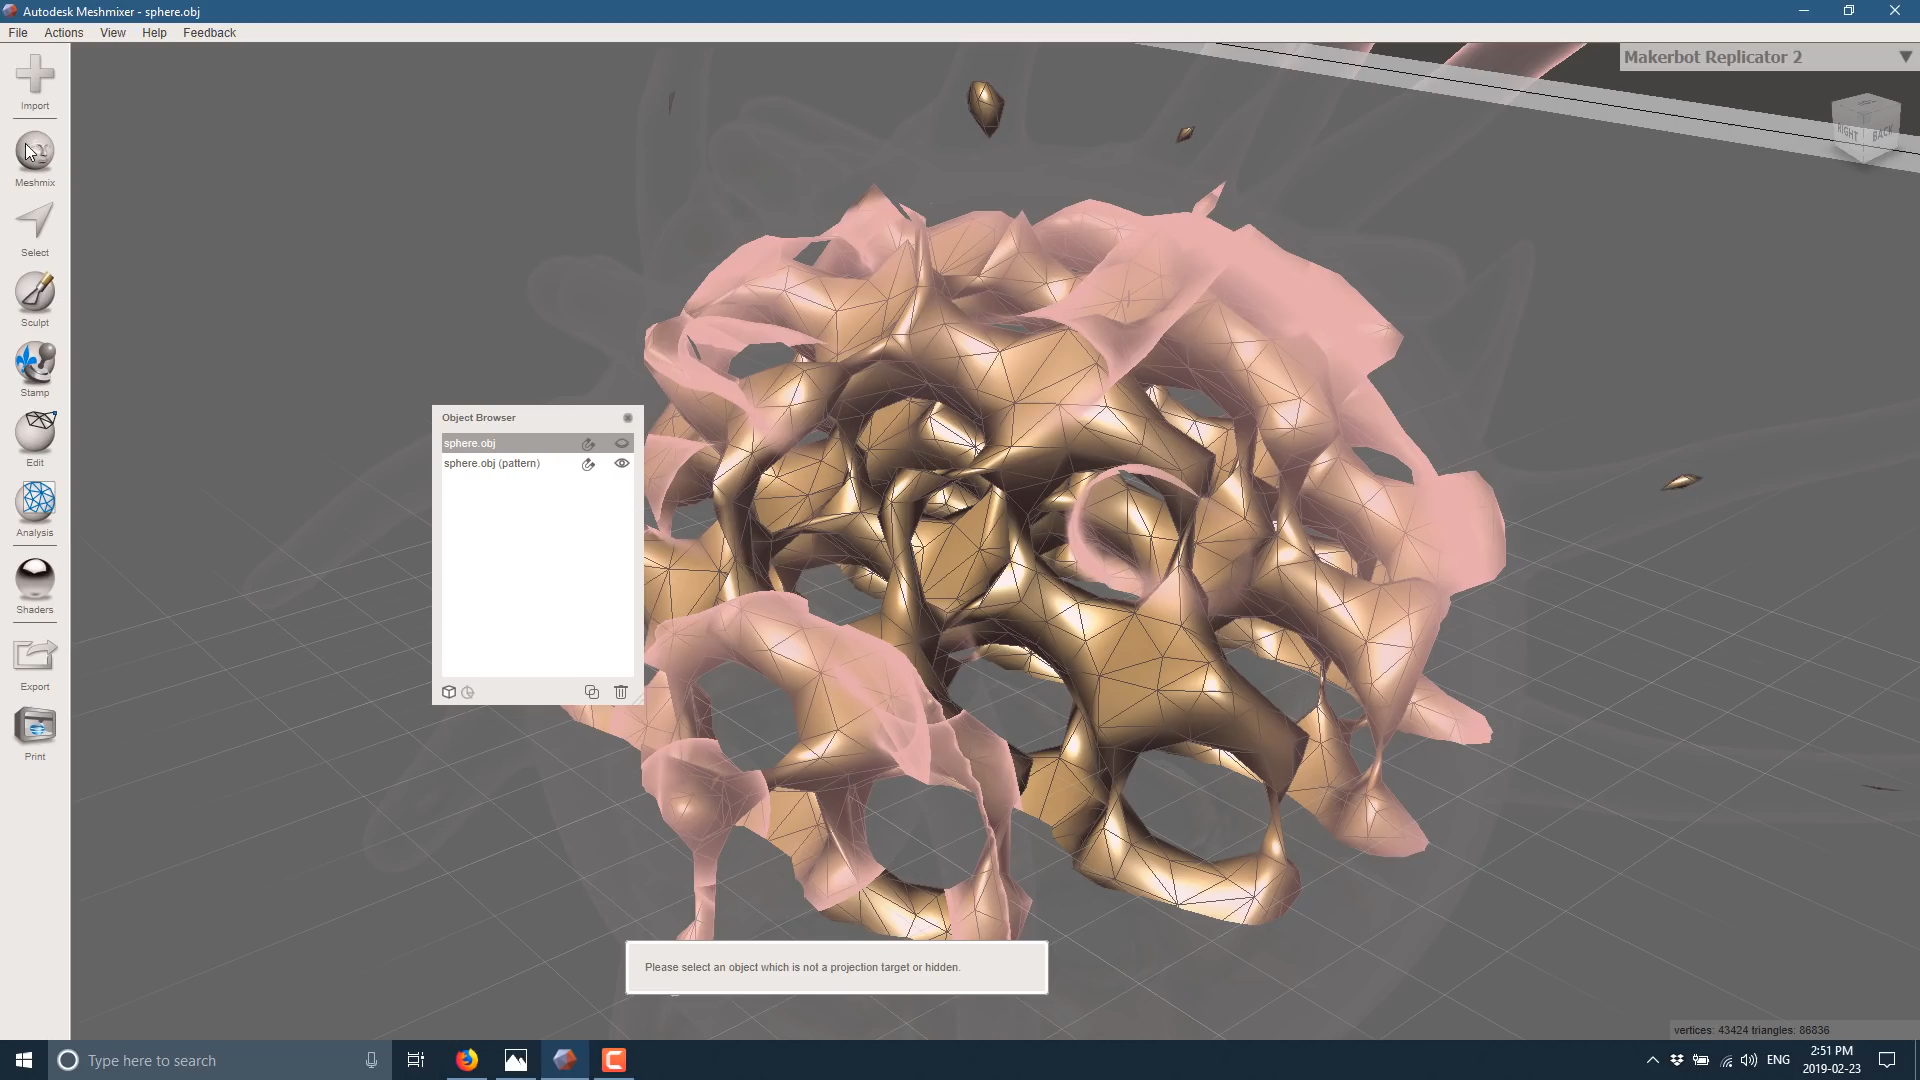 Autodesk Meshmixer - sphere.obj
File Actions View Help Feedback
Import
Meshmix
Select
Sculpt
Stamp
Edit
Analysis
Shaders
Export
Print
Makerbot Replicator 2
RIGHT BACK
Object Browser
sphere.obj
sphere.obj (pattern)
Please select an object which is not a projection target or hidden.
vertices: 43424 triangles: 86836
Type here to search
ENG
2:51 PM
2019-02-23